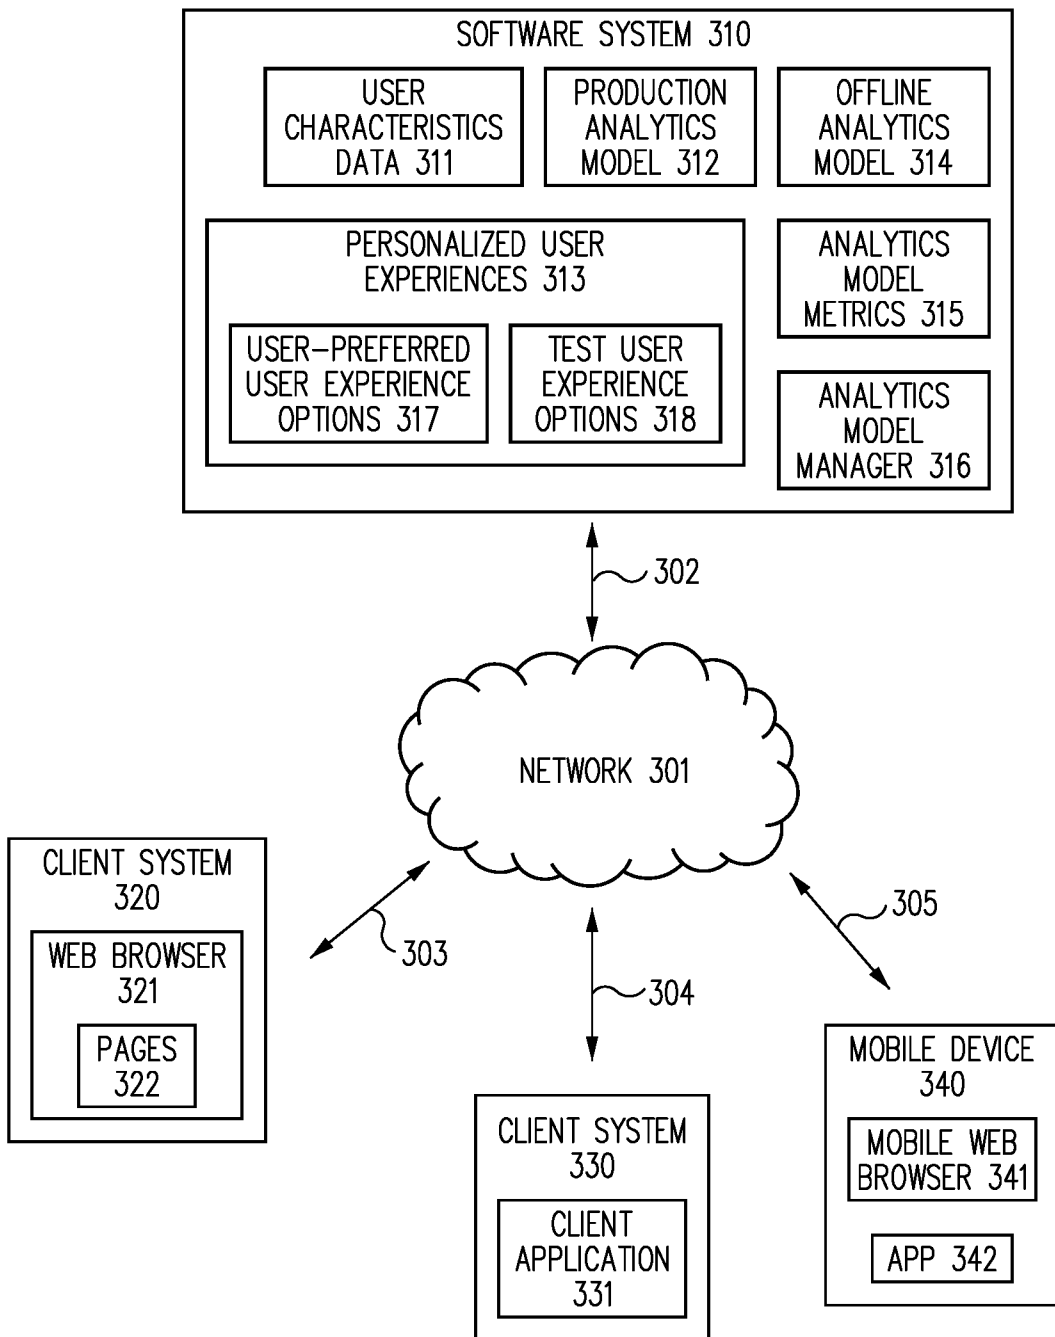 SOFTWARE SYSTEM 310
USER
CHARACTERISTICS
DATA 311
PRODUCTION
ANALYTICS
MODEL 312
OFFLINE
ANALYTICS
MODEL 314
PERSONALIZED USER
EXPERIENCES 313
USER-PREFERRED
USER EXPERIENCE
OPTIONS 317
TEST USER
EXPERIENCE
OPTIONS 318
ANALYTICS
MODEL
METRICS 315
ANALYTICS
MODEL
MANAGER 316
302
NETWORK 301
303
304
305
CLIENT SYSTEM
320
WEB BROWSER
321
PAGES
322
CLIENT SYSTEM
330
CLIENT
APPLICATION
331
MOBILE DEVICE
340
MOBILE WEB
BROWSER 341
APP 342